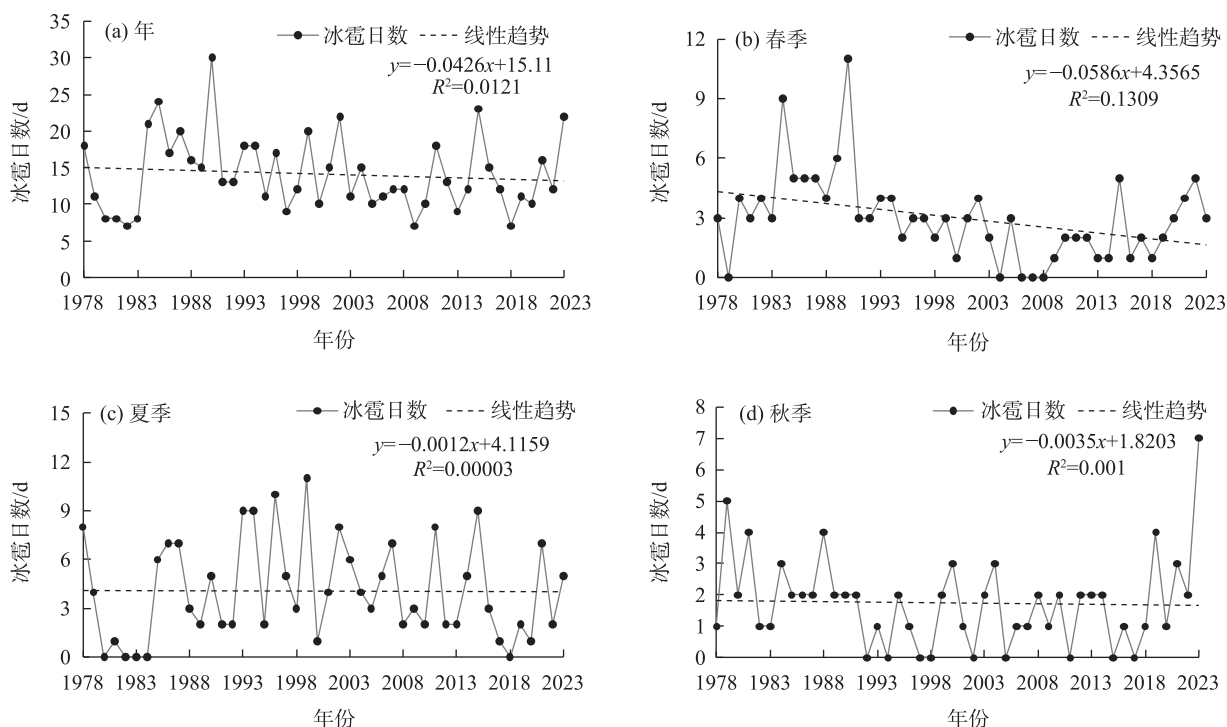 (a) 年
冰雹日数 线性趋势
y=−0.0426x+15.11
R²=0.0121
35
30
25
20
15
10
5
0
冰雹日数/d
1978 1983 1988 1993 1998 2003 2008 2013 2018 2023
年份
(b) 春季
冰雹日数 线性趋势
y=−0.0586x+4.3565
R²=0.1309
12
9
6
3
0
冰雹日数/d
1978 1983 1988 1993 1998 2003 2008 2013 2018 2023
年份
(c) 夏季
冰雹日数 线性趋势
y=−0.0012x+4.1159
R²=0.00003
15
12
9
6
3
0
冰雹日数/d
1978 1983 1988 1993 1998 2003 2008 2013 2018 2023
年份
(d) 秋季
冰雹日数 线性趋势
y=−0.0035x+1.8203
R²=0.001
8
7
6
5
4
3
2
1
0
冰雹日数/d
1978 1983 1988 1993 1998 2003 2008 2013 2018 2023
年份